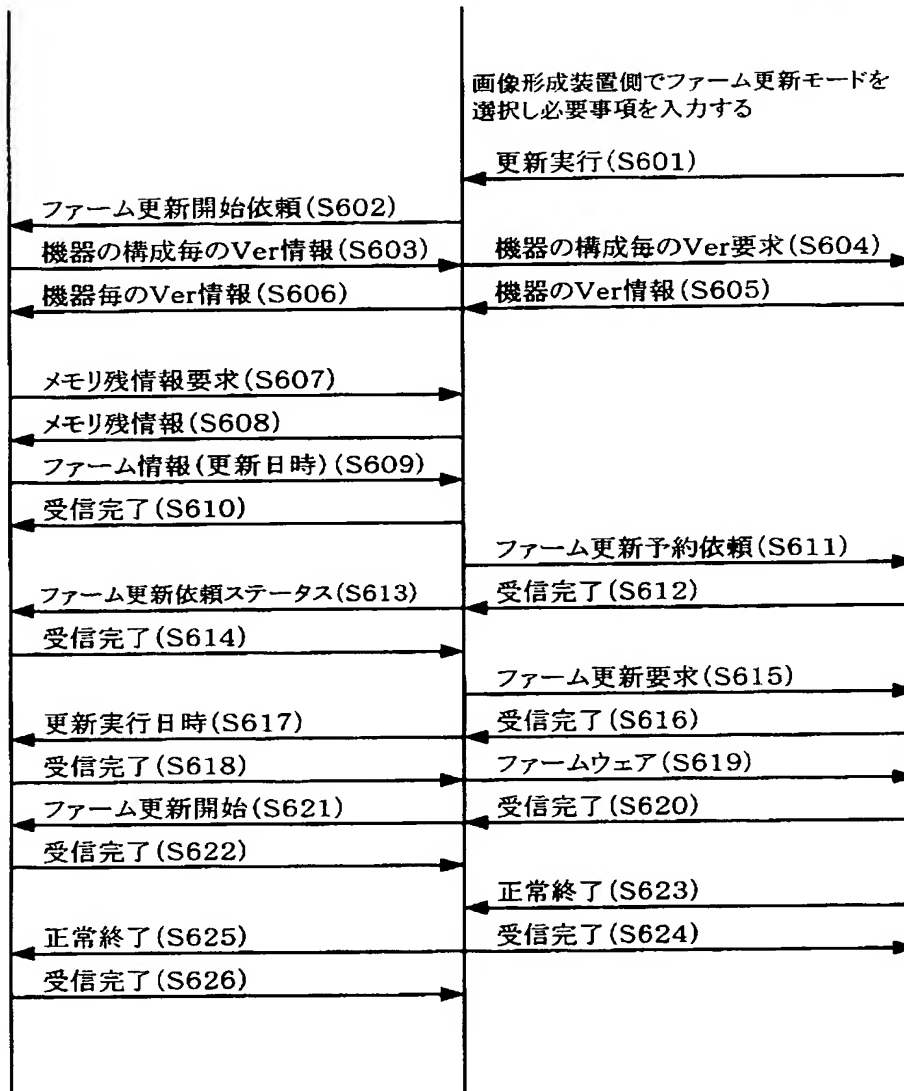 画像形成装置側でファーム更新モードを
選択し必要事項を入力する
更新実行(S601)
ファーム更新開始依頼(S602)
機器の構成毎のVer情報(S603)
機器の構成毎のVer要求(S604)
機器毎のVer情報(S606)
機器のVer情報(S605)
メモリ残情報要求(S607)
メモリ残情報(S608)
ファーム情報(更新日時)(S609)
受信完了(S610)
ファーム更新予約依頼(S611)
ファーム更新依頼ステータス(S613)
受信完了(S612)
受信完了(S614)
ファーム更新要求(S615)
更新実行日時(S617)
受信完了(S616)
受信完了(S618)
ファームウェア(S619)
ファーム更新開始(S621)
受信完了(S620)
受信完了(S622)
正常終了(S623)
正常終了(S625)
受信完了(S624)
受信完了(S626)